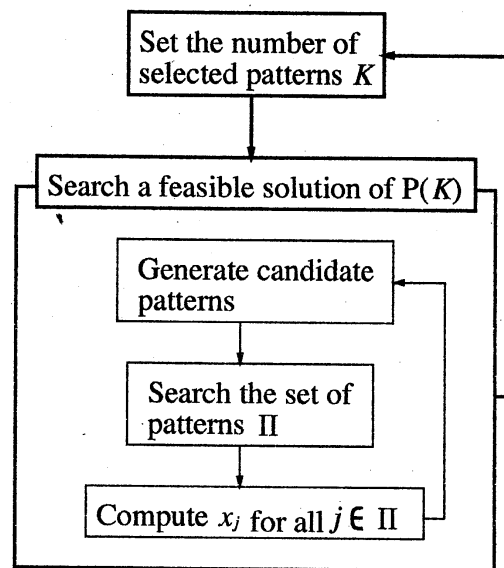 Set the number of
selected patterns K
Search a feasible solution of P(K)
Generate candidate
patterns
Search the set of
patterns Π
Compute xj for all j ∈ Π